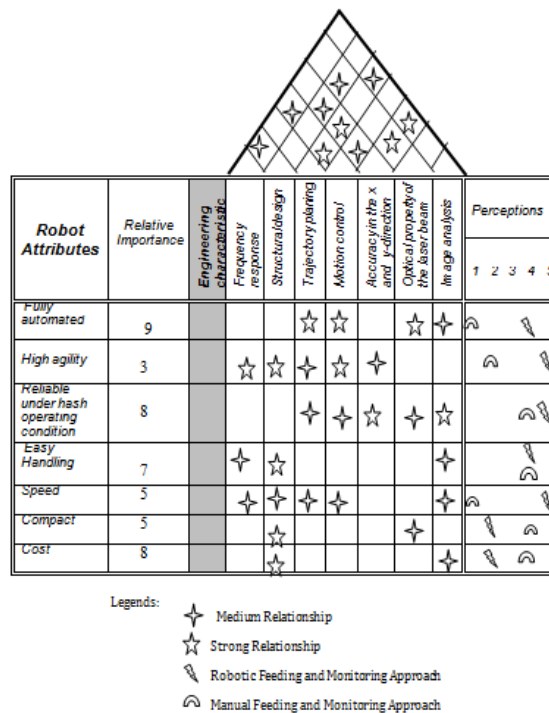 Robot
Attributes
Relative
Importance
Engineering
characteristic
Frequency
response
Structural design
Trajectory planing
Motion control
Accuracy in the x
and y-direction
Optical property of
the laser beam
Image analysis
Perceptions
1 2 3 4 5
Fully
automated
9
High agility
3
Reliable
under hash
operating
condition
8
Easy
Handling
7
Speed
5
Compact
5
Cost
8
Legends:
Medium Relationship
Strong Relationship
Robotic Feeding and Monitoring Approach
Manual Feeding and Monitoring Approach